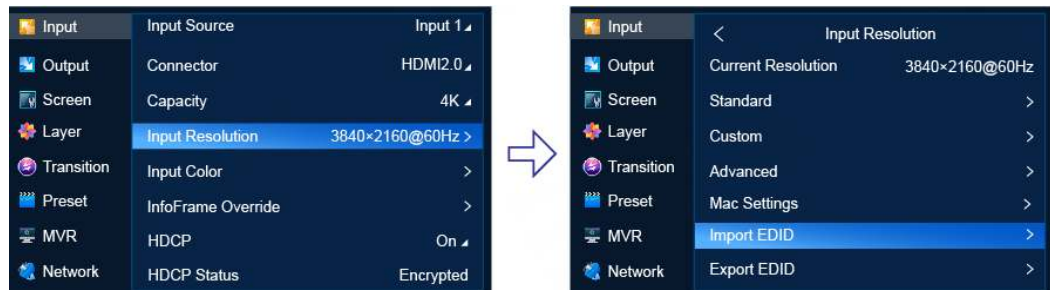 Input
Output
Screen
Layer
Transition
Preset
MVR
Network
Input Source Input 1
Connector HDMI2.0
Capacity 4K
Input Resolution 3840×2160@60Hz >
Input Color >
InfoFrame Override >
HDCP On
HDCP Status Encrypted
Input
Output
Screen
Layer
Transition
Preset
MVR
Network
< Input Resolution
Current Resolution 3840×2160@60Hz
Standard >
Custom >
Advanced >
Mac Settings >
Import EDID >
Export EDID >